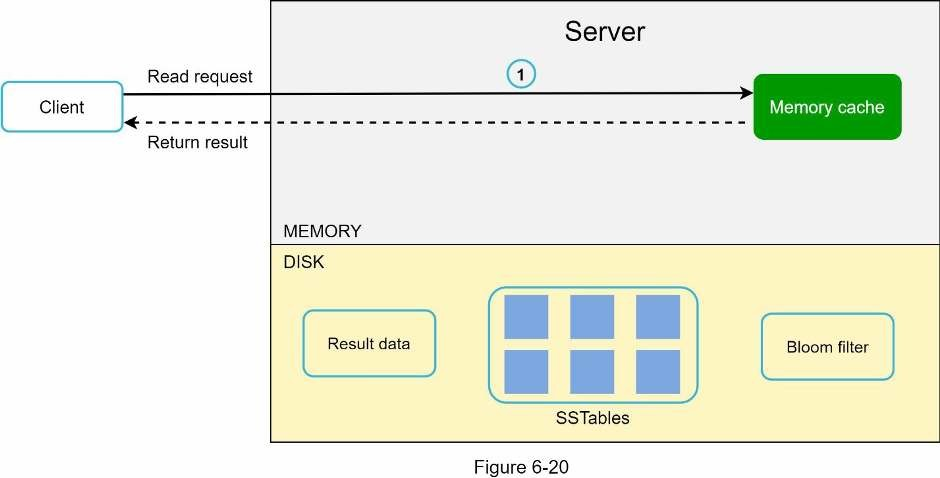 Server
Read request
1
Client
Memory cache
Return result
MEMORY
DISK
Result data
Bloom filter
SSTables
Figure 6-20